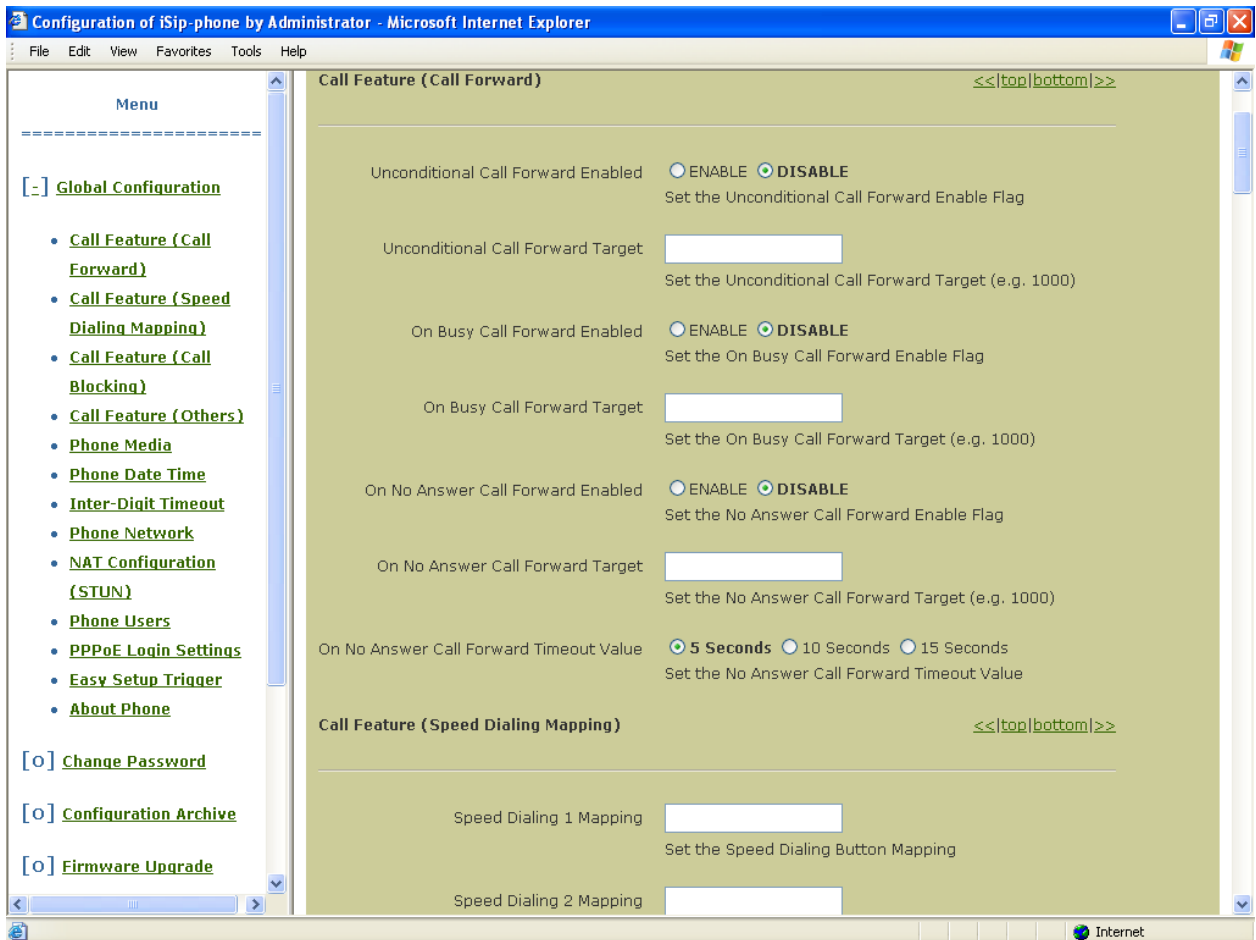 Configuration of iSip-phone by Administrator - Microsoft Internet Explorer
File Edit View Favorites Tools Help
Menu
======================
[-] Global Configuration
Call Feature (Call
Forward)
Call Feature (Speed
Dialing Mapping)
Call Feature (Call
Blocking)
Call Feature (Others)
Phone Media
Phone Date Time
Inter-Digit Timeout
Phone Network
NAT Configuration
(STUN)
Phone Users
PPPoE Login Settings
Easy Setup Trigger
About Phone
[o] Change Password
[o] Configuration Archive
[o] Firmware Upgrade
Call Feature (Call Forward) <<|top|bottom|>>
Unconditional Call Forward Enabled ENABLE DISABLE
Set the Unconditional Call Forward Enable Flag
Unconditional Call Forward Target
Set the Unconditional Call Forward Target (e.g. 1000)
On Busy Call Forward Enabled ENABLE DISABLE
Set the On Busy Call Forward Enable Flag
On Busy Call Forward Target
Set the On Busy Call Forward Target (e.g. 1000)
On No Answer Call Forward Enabled ENABLE DISABLE
Set the No Answer Call Forward Enable Flag
On No Answer Call Forward Target
Set the No Answer Call Forward Target (e.g. 1000)
On No Answer Call Forward Timeout Value 5 Seconds 10 Seconds 15 Seconds
Set the No Answer Call Forward Timeout Value
Call Feature (Speed Dialing Mapping) <<|top|bottom|>>
Speed Dialing 1 Mapping
Set the Speed Dialing Button Mapping
Speed Dialing 2 Mapping
Internet